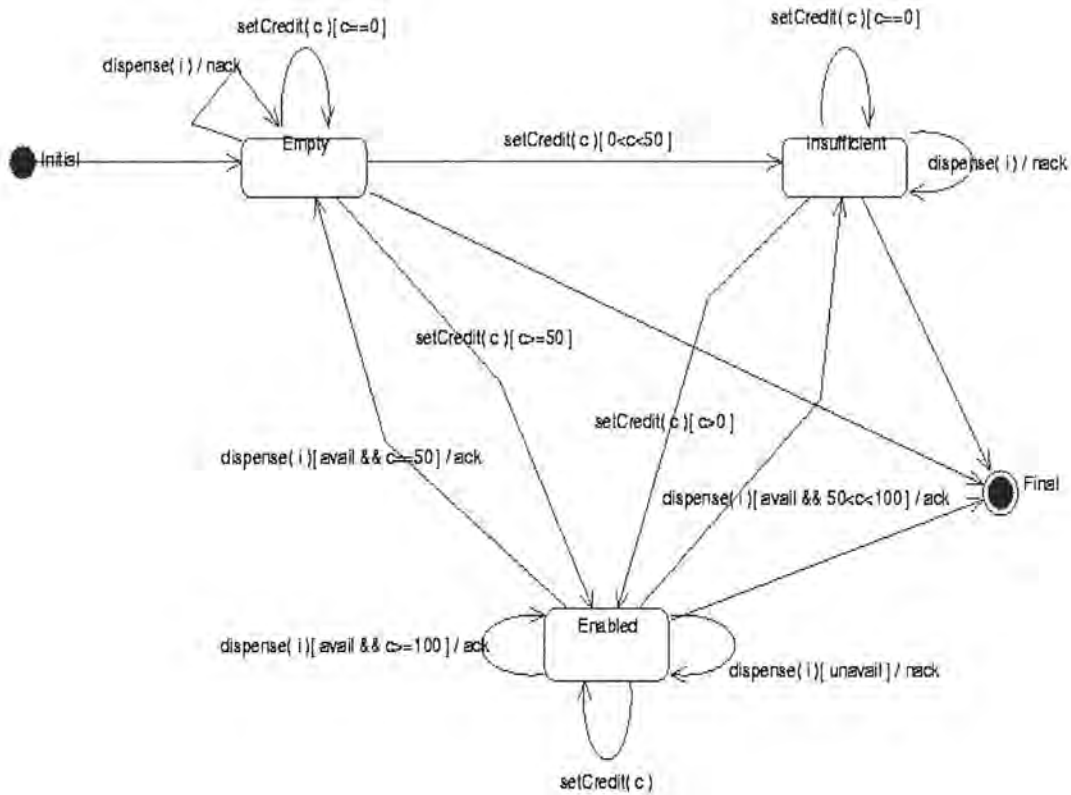 setCredit( c )[ c==0]
setCredit( c )[ c==0]
dispense( i ) / nack
Initial
Empty
setCredit( c )[ 0<c<50 ]
Insufficient
dispense( i ) / nack
setCredit( c )[ c>=50 ]
setCredit( c )[ c>0 ]
dispense( i )[ avail && c==50 ] / ack
dispense( i )[ avail && 50<c<100 ] / ack
Final
Enabled
dispense( i )[ avail && c>=100 ] / ack
dispense( i )[ unavail ] / nack
setCredit( c )